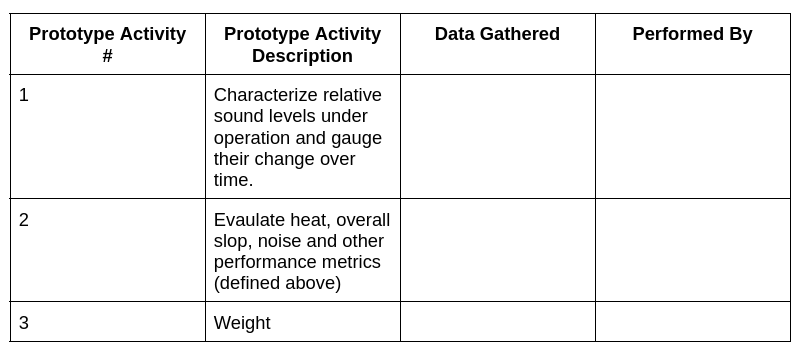 Prototype Activity
#
Prototype Activity
Description
Data Gathered
Performed By
1
Characterize relative
sound levels under
operation and gauge
their change over
time.
2
Evaulate heat, overall
slop, noise and other
performance metrics
(defined above)
3
Weight